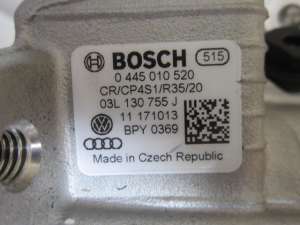 BOSCH 515
0 445 010 520
CR/CP4S1/R35/20
03L 130 755 J
11 171013
BPY 0369
Made in Czech Republic